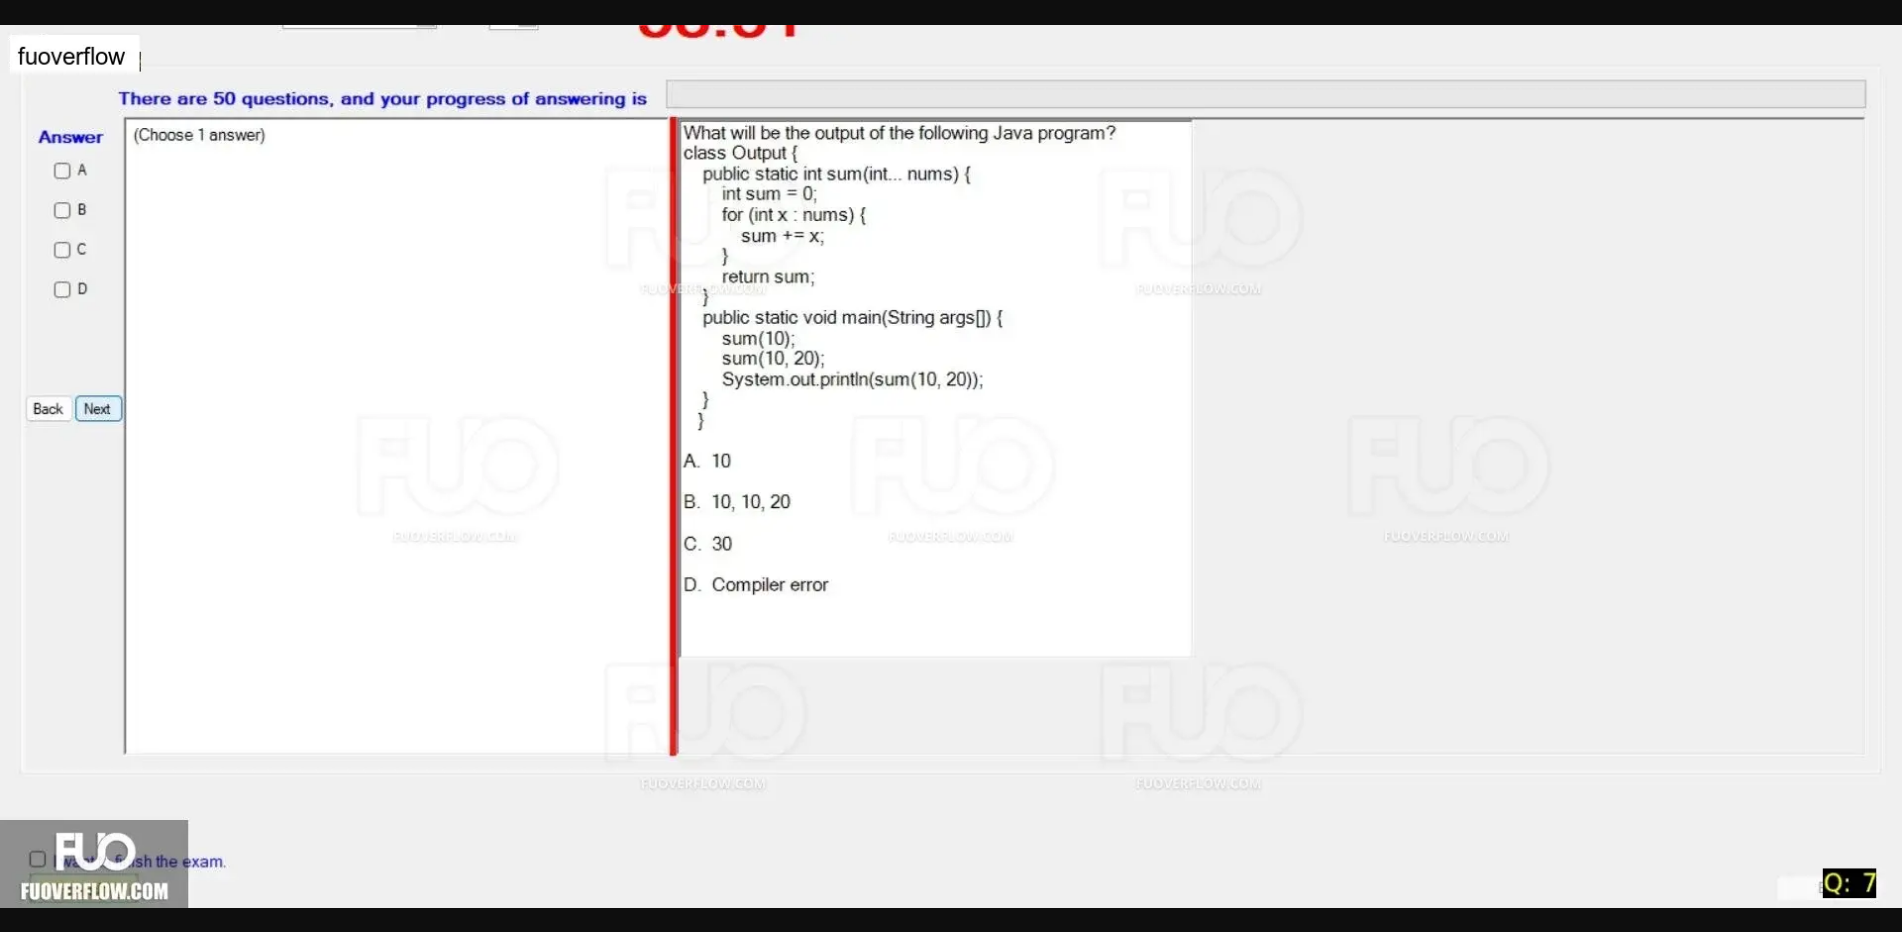 fuoverflow
There are 50 questions, and your progress of answering is
Answer
(Choose 1 answer)
A
B
C
D
Back
Next
What will be the output of the following Java program?
class Output {
public static int sum(int... nums) {
int sum = 0;
for (int x : nums) {
sum += x;
}
return sum;
}
public static void main(String args[]) {
sum(10);
sum(10, 20);
System.out.println(sum(10, 20));
}
}
A. 10
B. 10, 10, 20
C. 30
D. Compiler error
FUO
FUOVERFLOW.COM
FUO
FUOVERFLOW.COM
FUO
FUOVERFLOW.COM
FUO
FUOVERFLOW.COM
FUO
FUOVERFLOW.COM
FUO
FUOVERFLOW.COM
FUO
FUOVERFLOW.COM
FUO
the exam.
FUOVERFLOW.COM
Q: 7